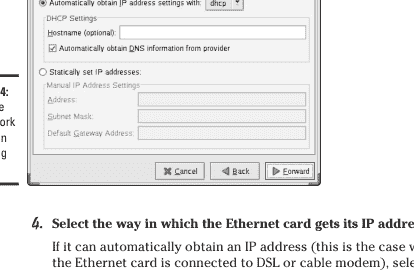 Automatically obtain IP address settings with: dhcp
DHCP Settings
Hostname (optional):
Automatically obtain DNS information from provider
Statically set IP addresses:
Manual IP Address Settings
Address:
Subnet Mask:
Default Gateway Address:
Cancel Back Forward
4:
e
ork
n
g
4. Select the way in which the Ethernet card gets its IP addre
If it can automatically obtain an IP address (this is the case w
the Ethernet card is connected to DSL or cable modem), sele